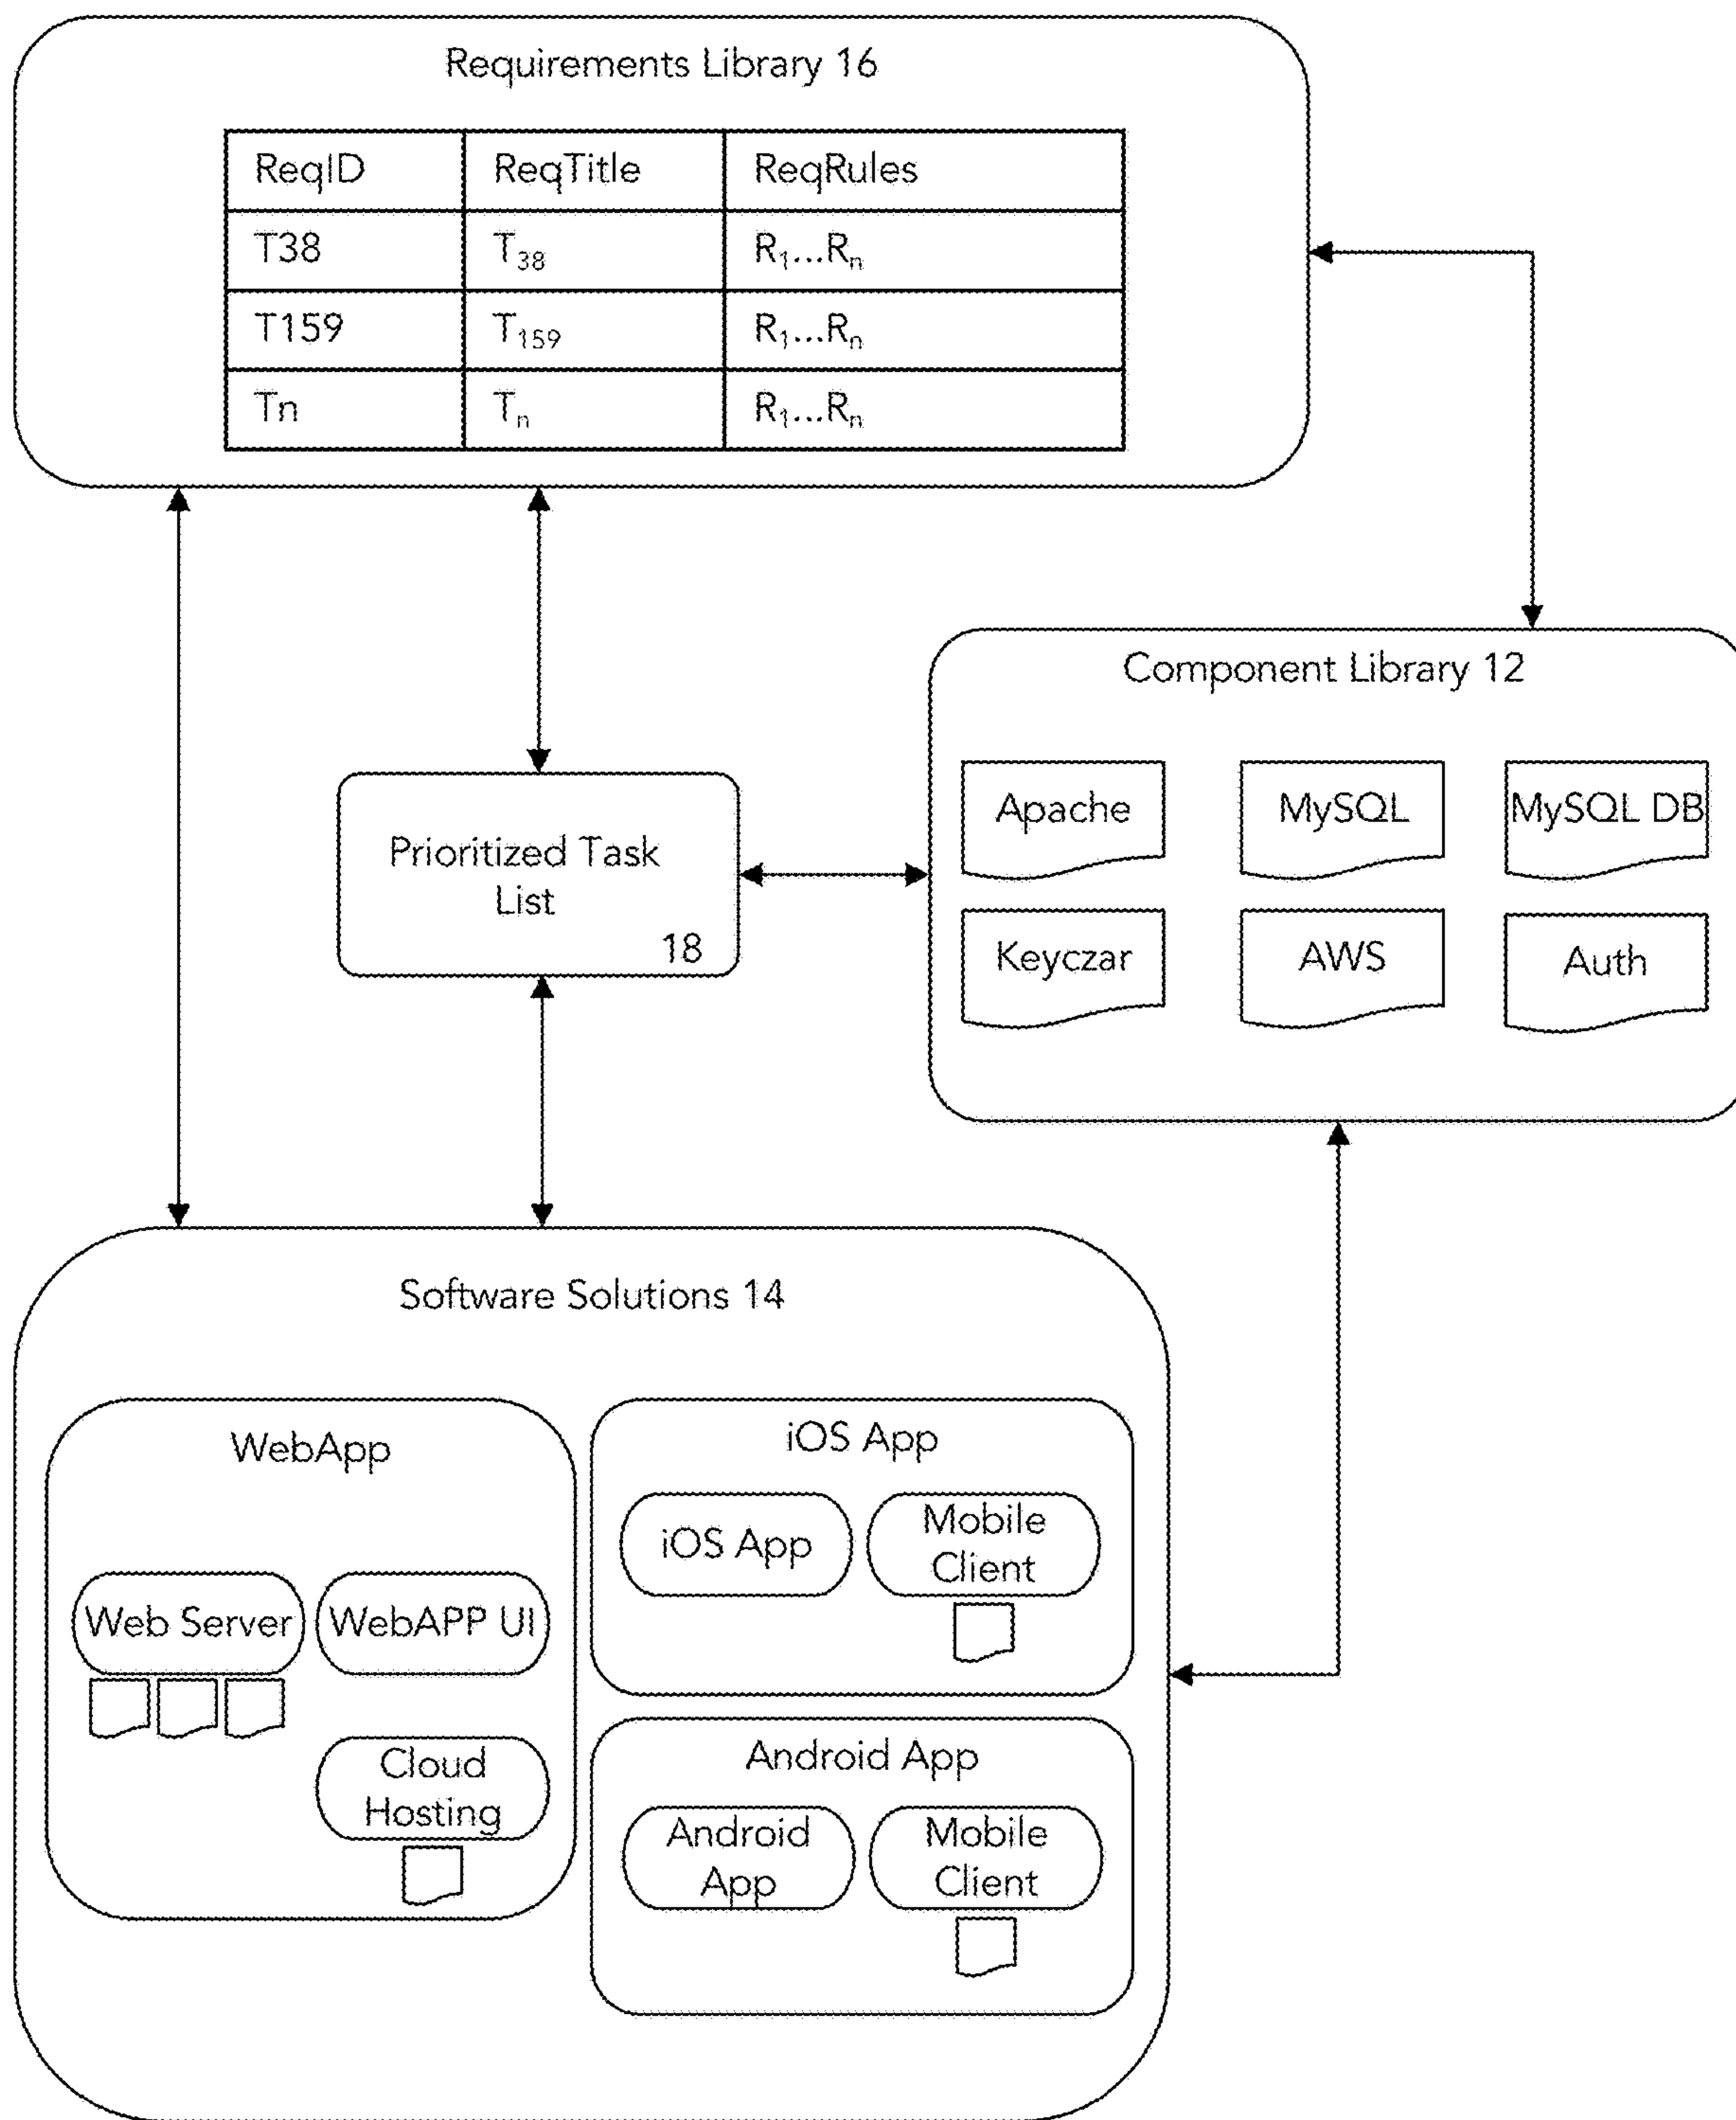 Requirements Library 16
ReqID ReqTitle ReqRules
T38 T₃₈ R₁...Rₙ
T159 T₁₅₉ R₁...Rₙ
Tn Tₙ R₁...Rₙ
Component Library 12
Apache MySQL MySQL DB
Keyczar AWS Auth
Prioritized Task
List
18
Software Solutions 14
WebApp
Web Server WebAPP UI
Cloud
Hosting
iOS App
iOS App
Mobile
Client
Android App
Android
App
Mobile
Client